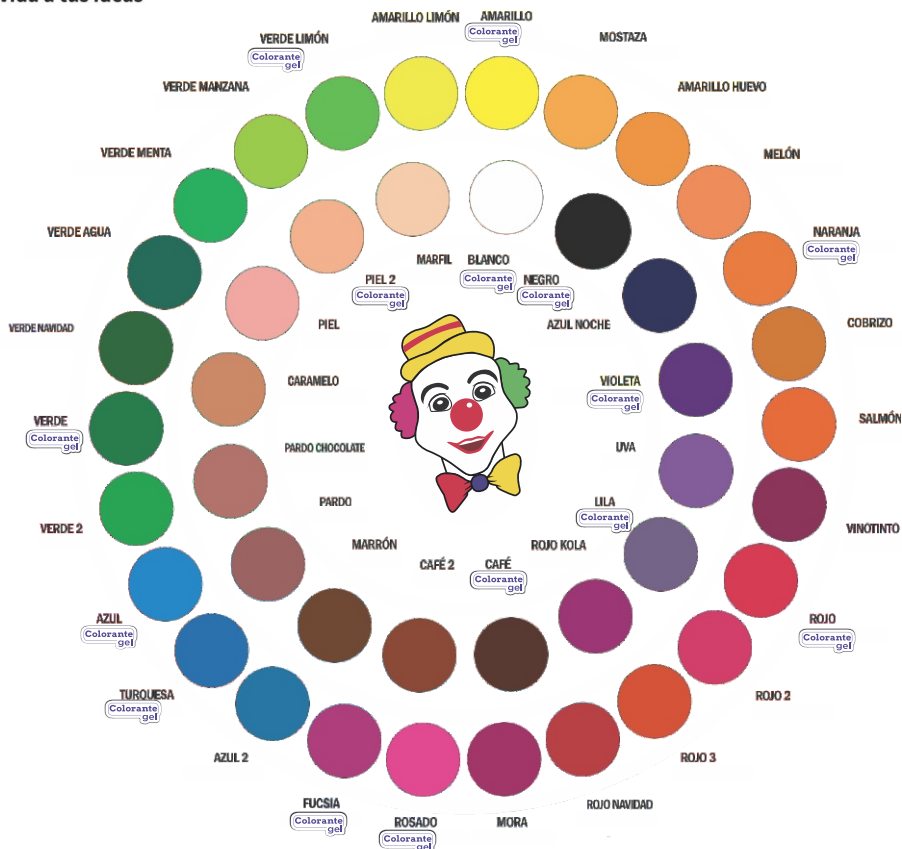 vida a tus ideas
AMARILLO LIMÓN
AMARILLO
Colorante
gel
MOSTAZA
AMARILLO HUEVO
MELÓN
NARANJA
Colorante
gel
COBRIZO
SALMÓN
VINOTINTO
ROJO
Colorante
gel
ROJO 2
ROJO 3
ROJO NAVIDAD
MORA
ROSADO
Colorante
gel
FUCSIA
Colorante
gel
AZUL 2
TURQUESA
Colorante
gel
AZUL
Colorante
gel
VERDE 2
VERDE
Colorante
gel
VERDE NAVIDAD
VERDE AGUA
VERDE MENTA
VERDE MANZANA
VERDE LIMÓN
Colorante
gel
MARFIL
BLANCO
Colorante
gel
NEGRO
Colorante
gel
AZUL NOCHE
VIOLETA
Colorante
gel
UVA
LILA
Colorante
gel
ROJO KOLA
CAFÉ
Colorante
gel
CAFÉ 2
MARRÓN
PARDO
PARDO CHOCOLATE
CARAMELO
PIEL
PIEL 2
Colorante
gel